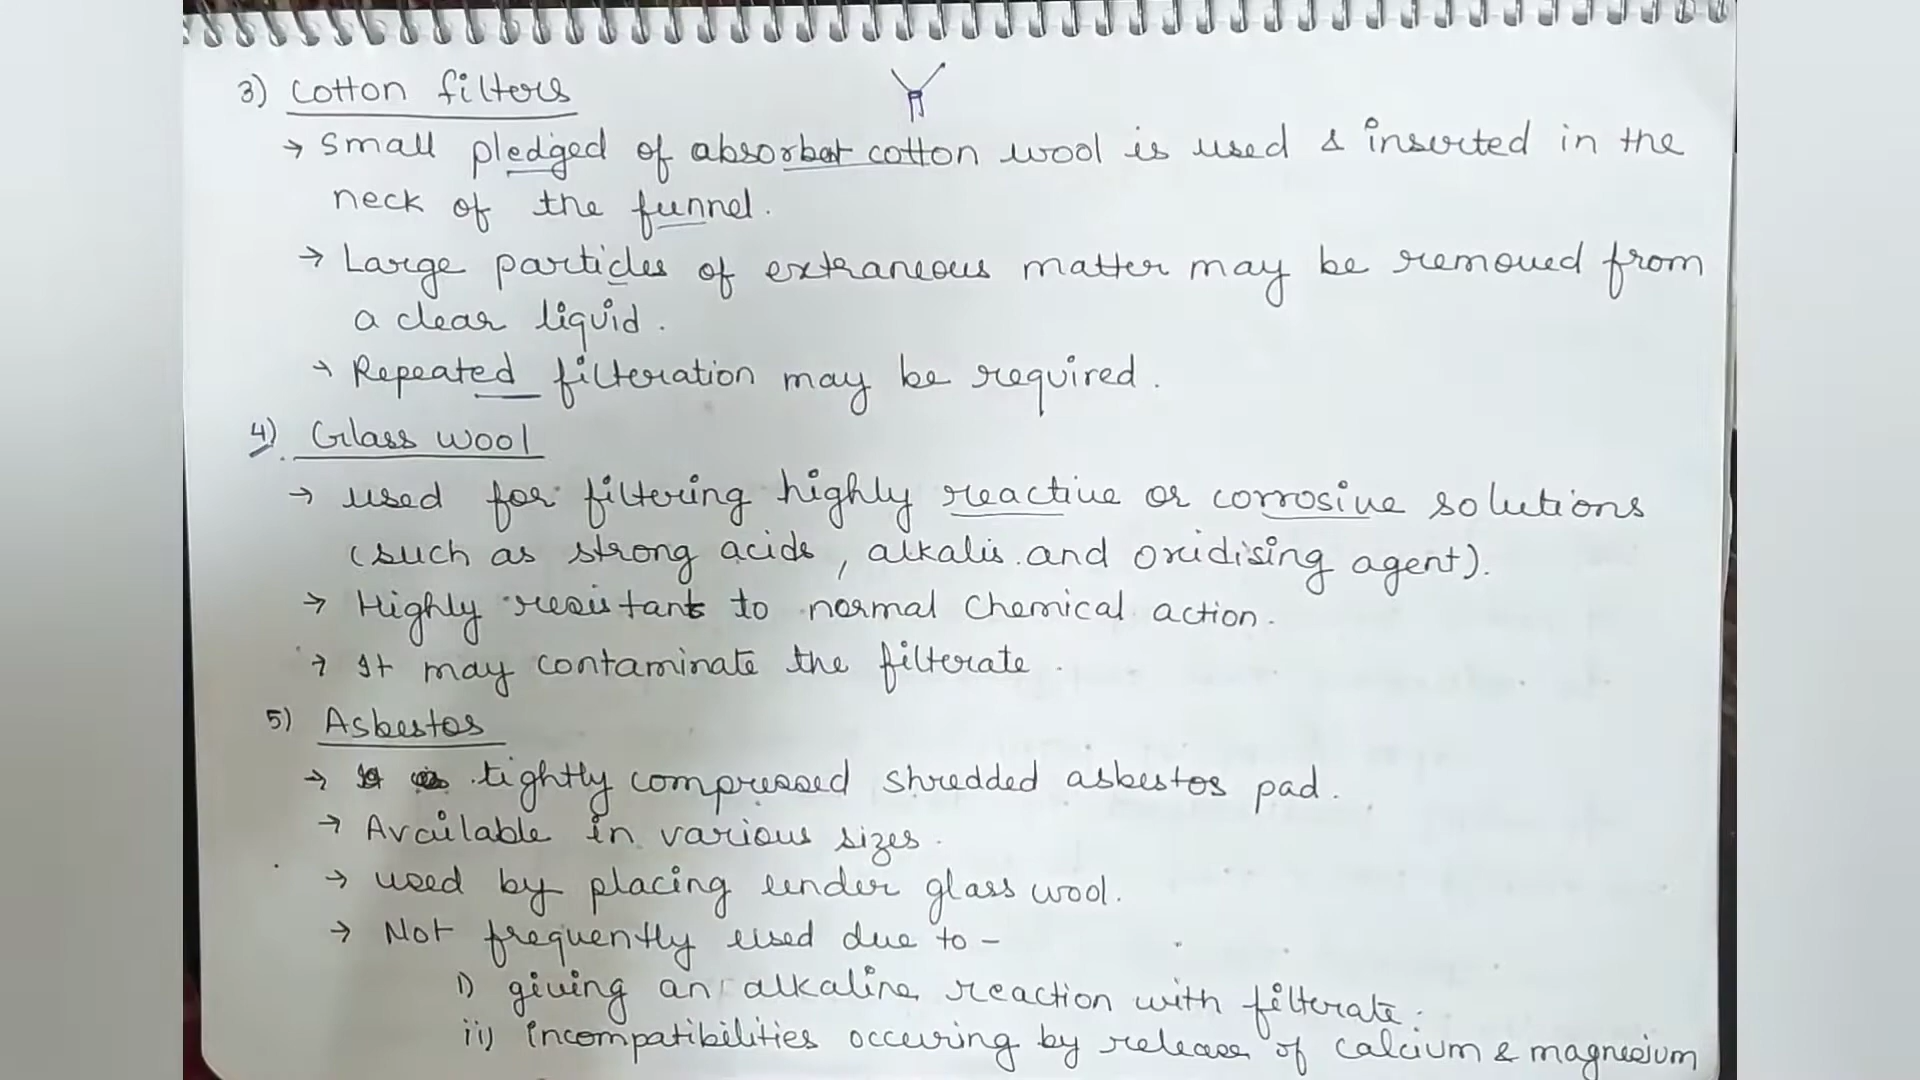 3) Cotton filters
→ Small pledged of absorbat cotton wool is used & inserted in the
neck of the funnel.
→ Large particles of extraneous matter may be removed from
a clear liquid.
→ Repeated filteration may be required.
4) Glass wool
→ used for filtering highly reactive or corrosive solutions
(such as strong acids, alkalis and oxidising agent).
→ Highly resistant to normal chemical action.
→ It may contaminate the filterate.
5) Asbestos
→ tightly compressed shredded asbestos pad.
→ Available in various sizes.
→ used by placing under glass wool.
→ Not frequently used due to -
i) giving an alkaline reaction with filterate.
ii) incompatibilities occuring by release of calcium & magnesium